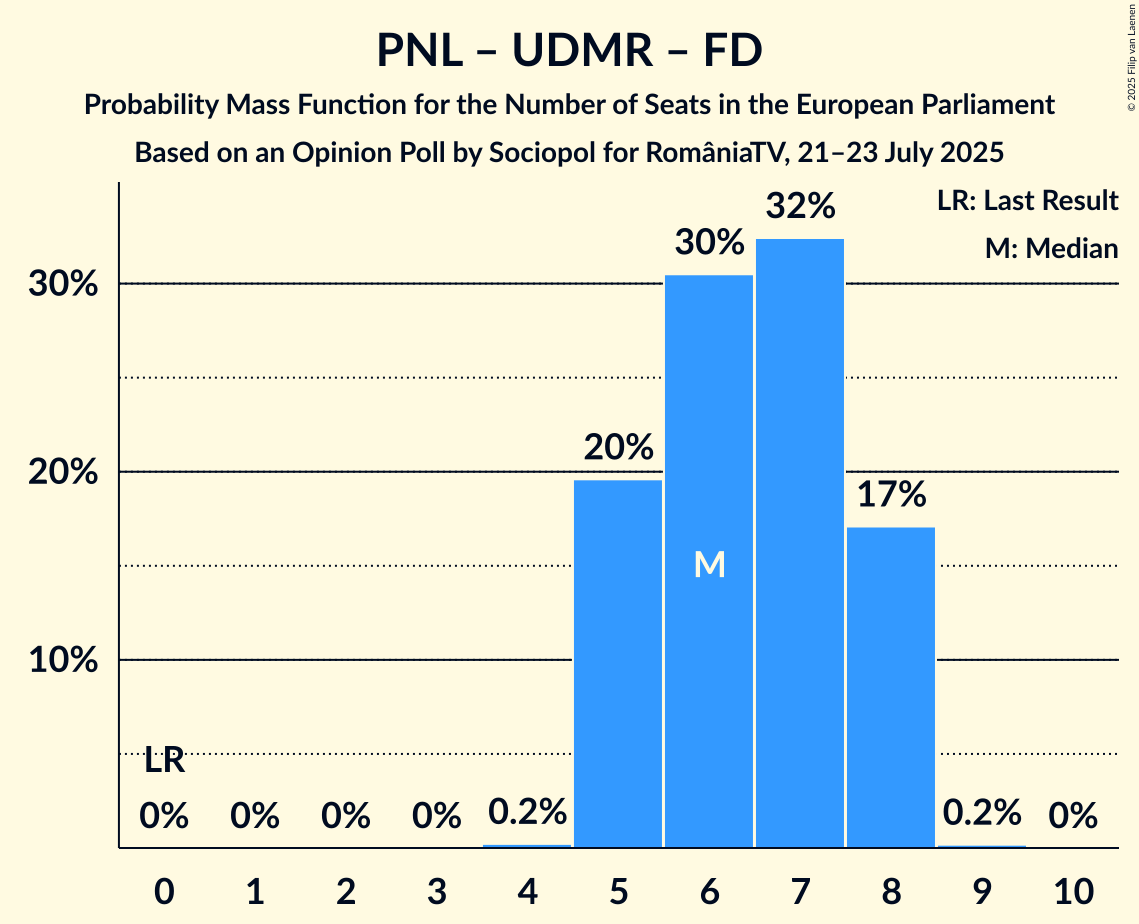 PNL – UDMR – FD
Probability Mass Function for the Number of Seats in the European Parliament
Based on an Opinion Poll by Sociopol for RomâniaTV, 21–23 July 2025
© 2025 Filip van Laenen
LR: Last Result
M: Median
30%
20%
10%
LR
0%
0%
0%
0%
0.2%
20%
30%
32%
17%
0.2%
0%
M
0 1 2 3 4 5 6 7 8 9 10